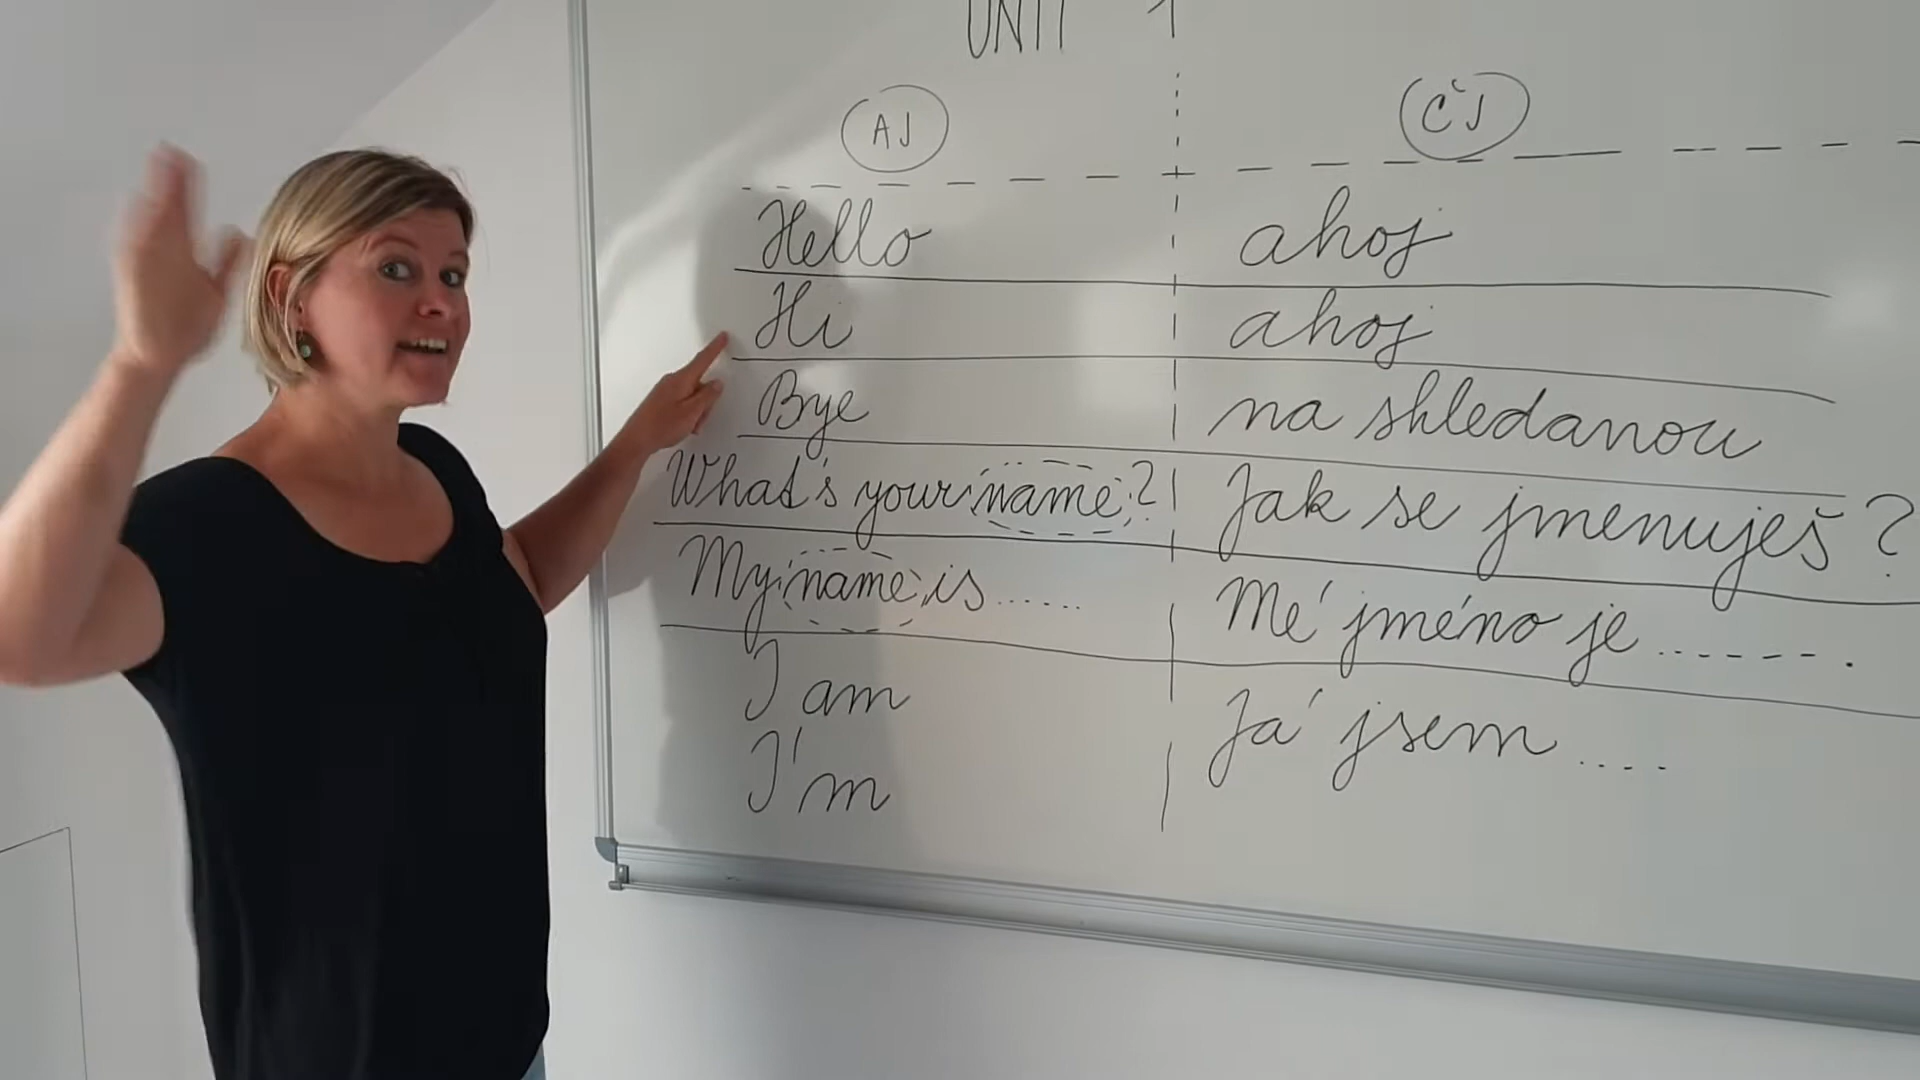 UNIT 1
AJ ČJ
Hello ahoj
Hi ahoj
Bye na shledanou
What's your name? Jak se jmenuješ?
My name is...... Mé jméno je .......
I am Já jsem ....
I'm